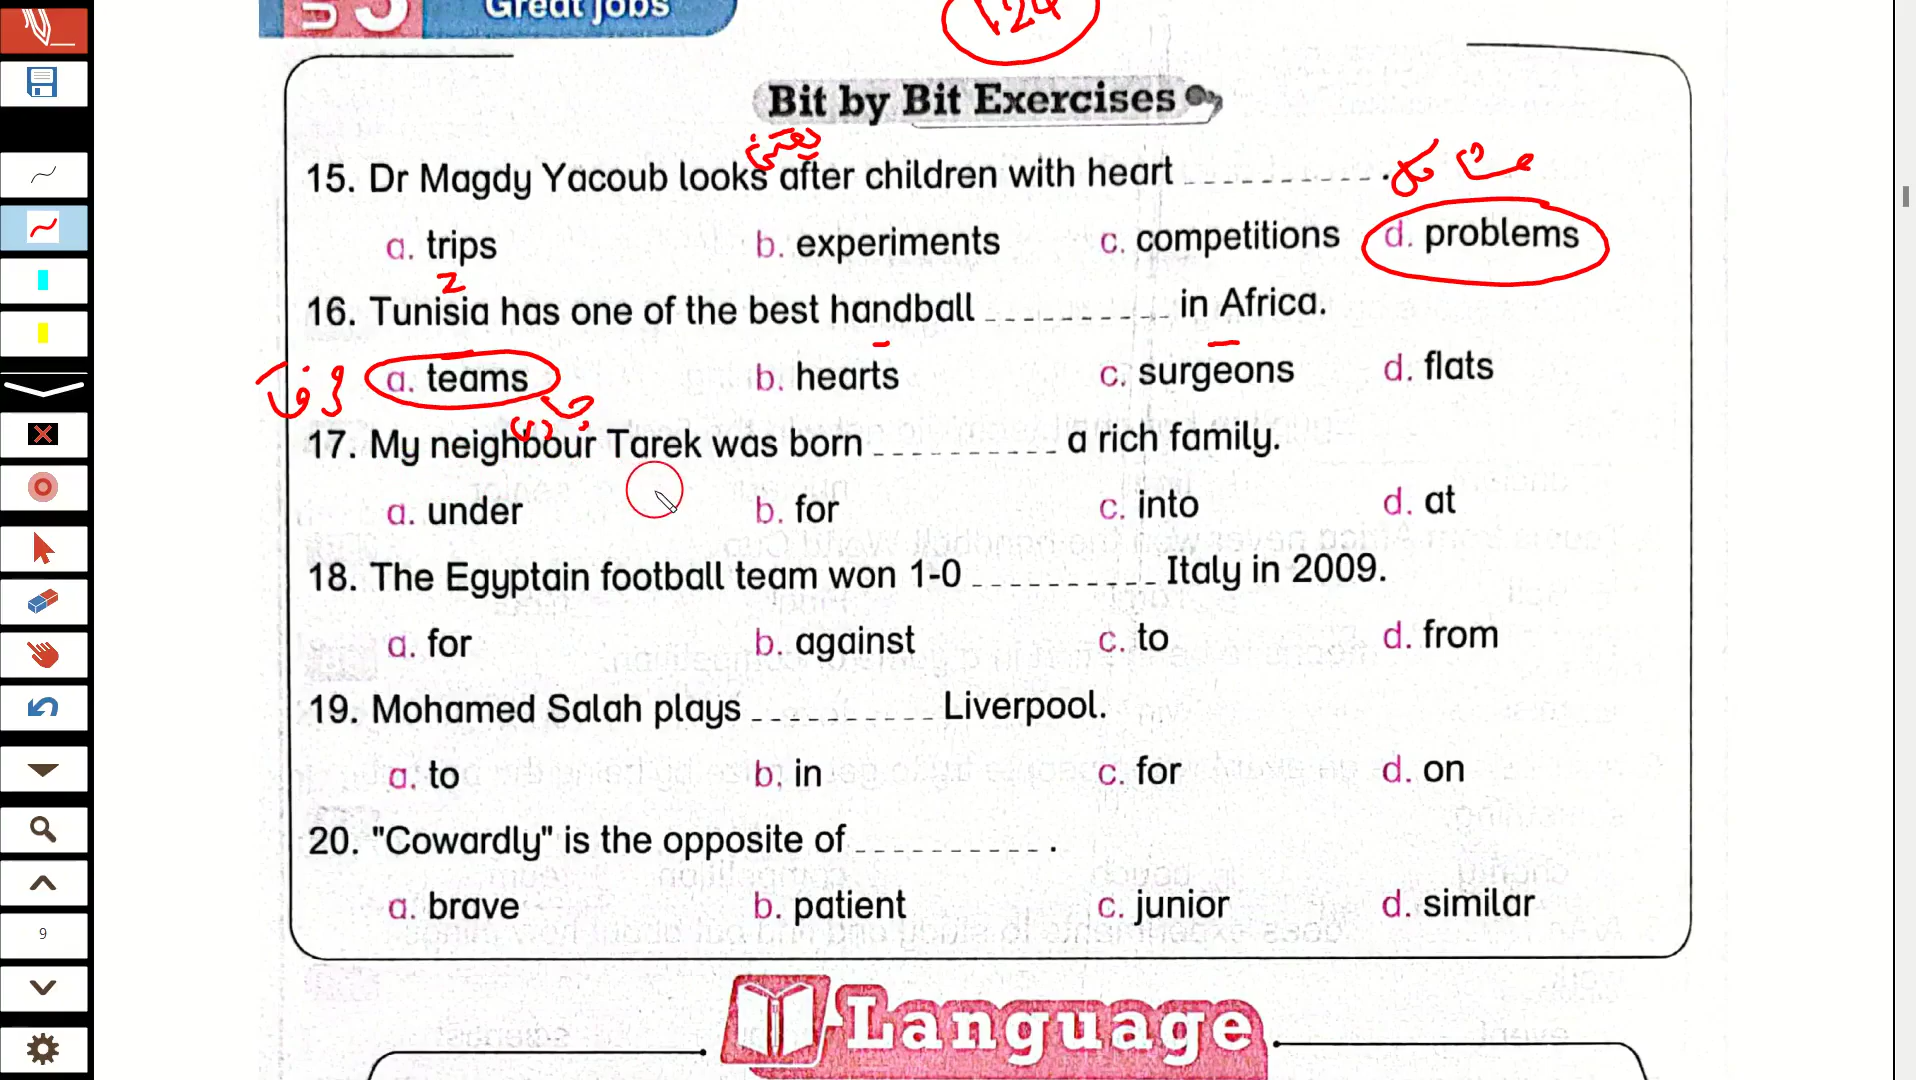 Great jobs
Bit by Bit Exercises
15. Dr Magdy Yacoub looks after children with heart ـ .
a. trips b. experiments c. competitions d. problems
16. Tunisia has one of the best handball in Africa.
a. teams b. hearts c. surgeons d. flats
17. My neighbour Tarek was born a rich family.
a. under b. for c. into d. at
18. The Egyptain football team won 1-0 Italy in 2009.
a. for b. against c. to d. from
19. Mohamed Salah plays Liverpool.
a. to b. in c. for d. on
20. "Cowardly" is the opposite of .
a. brave b. patient c. junior d. similar
Language
9